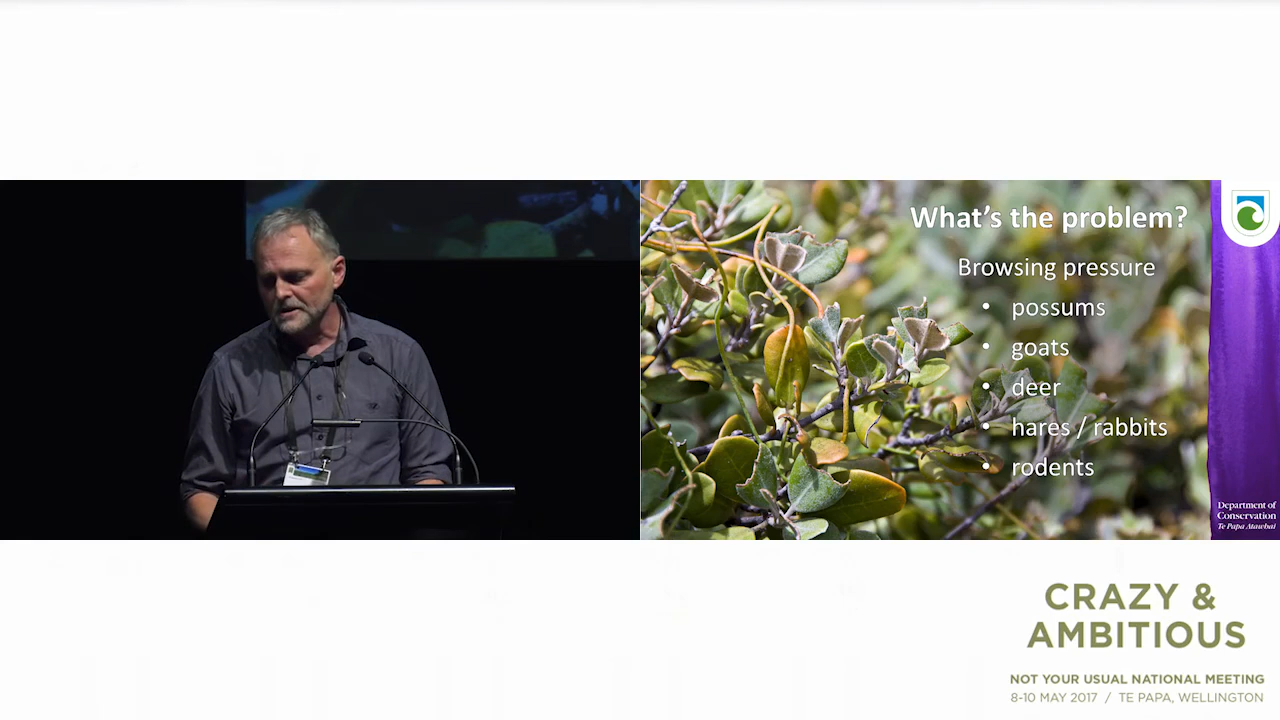 What's the problem?
Browsing pressure
• possums
• goats
• deer
• hares / rabbits
• rodents
Department of
Conservation
Te Papa Atawhai
CRAZY &
AMBITIOUS
NOT YOUR USUAL NATIONAL MEETING
8-10 MAY 2017 / TE PAPA, WELLINGTON